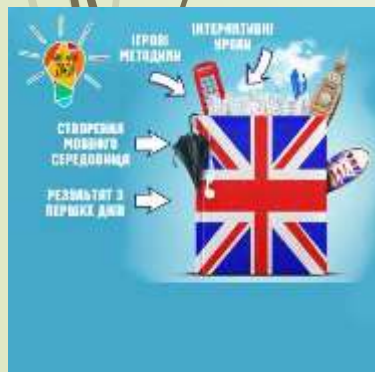 ІГРОВІ
МЕТОДИКИ
ІНТЕРАКТИВНІ
УРОКИ
СТВОРЕННЯ
МОВНОГО
СЕРЕДОВИЩА
РЕЗУЛЬТАТ З
ПЕРШИХ ДНІВ